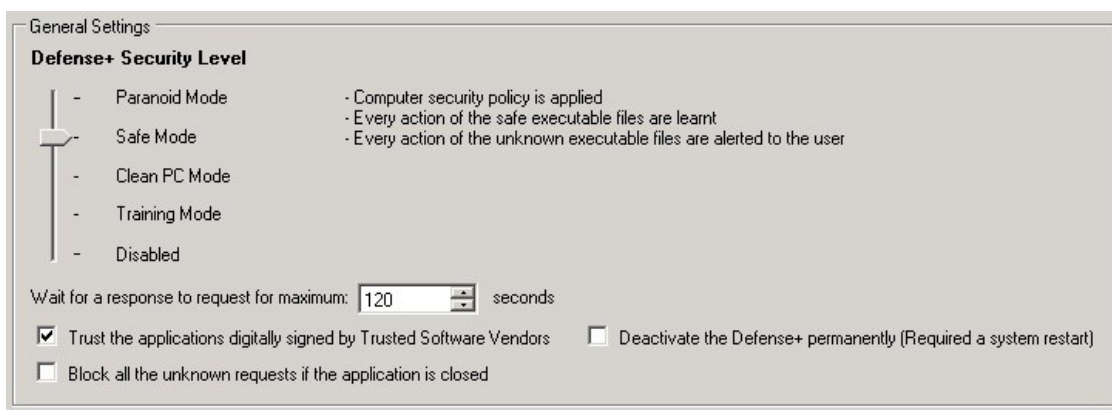 General Settings
Defense+ Security Level
- Paranoid Mode
- Safe Mode
- Clean PC Mode
- Training Mode
- Disabled
- Computer security policy is applied
- Every action of the safe executable files are learnt
- Every action of the unknown executable files are alerted to the user
Wait for a response to request for maximum: 120 seconds
Trust the applications digitally signed by Trusted Software Vendors
Deactivate the Defense+ permanently (Required a system restart)
Block all the unknown requests if the application is closed